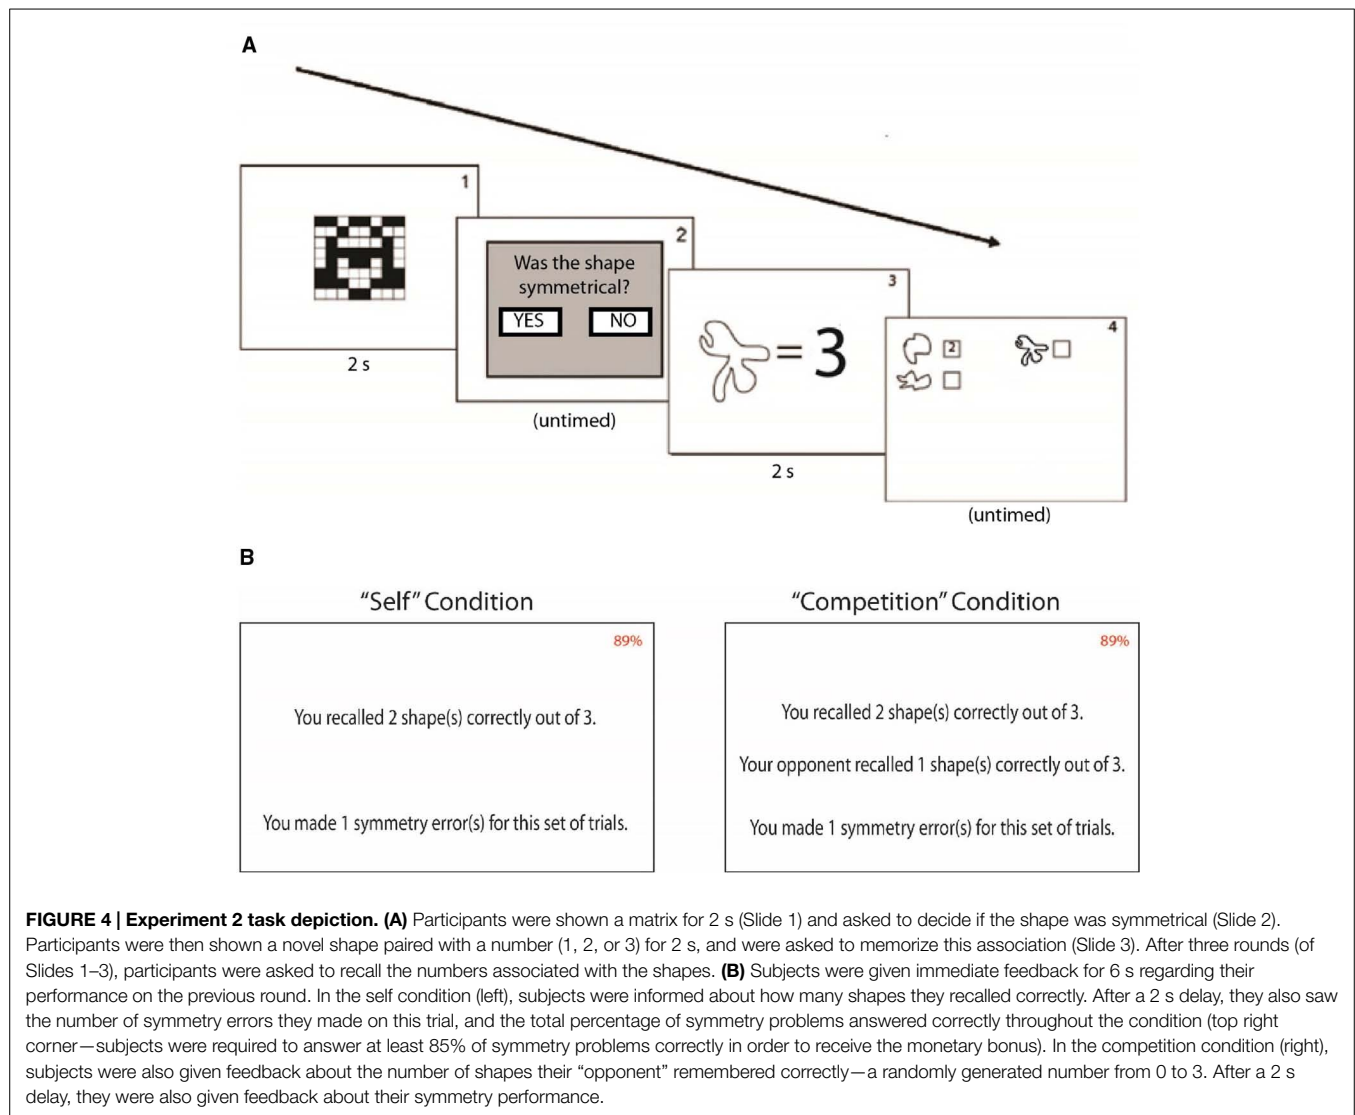 A
1
2 s
2
Was the shape
symmetrical?
YES NO
(untimed)
3
= 3
2 s
4
2
(untimed)
B
“Self” Condition
89%
You recalled 2 shape(s) correctly out of 3.
You made 1 symmetry error(s) for this set of trials.
“Competition” Condition
89%
You recalled 2 shape(s) correctly out of 3.
Your opponent recalled 1 shape(s) correctly out of 3.
You made 1 symmetry error(s) for this set of trials.
FIGURE 4 | Experiment 2 task depiction. (A) Participants were shown a matrix for 2 s (Slide 1) and asked to decide if the shape was symmetrical (Slide 2).
Participants were then shown a novel shape paired with a number (1, 2, or 3) for 2 s, and were asked to memorize this association (Slide 3). After three rounds (of
Slides 1–3), participants were asked to recall the numbers associated with the shapes. (B) Subjects were given immediate feedback for 6 s regarding their
performance on the previous round. In the self condition (left), subjects were informed about how many shapes they recalled correctly. After a 2 s delay, they also saw
the number of symmetry errors they made on this trial, and the total percentage of symmetry problems answered correctly throughout the condition (top right
corner—subjects were required to answer at least 85% of symmetry problems correctly in order to receive the monetary bonus). In the competition condition (right),
subjects were also given feedback about the number of shapes their “opponent” remembered correctly—a randomly generated number from 0 to 3. After a 2 s
delay, they were also given feedback about their symmetry performance.